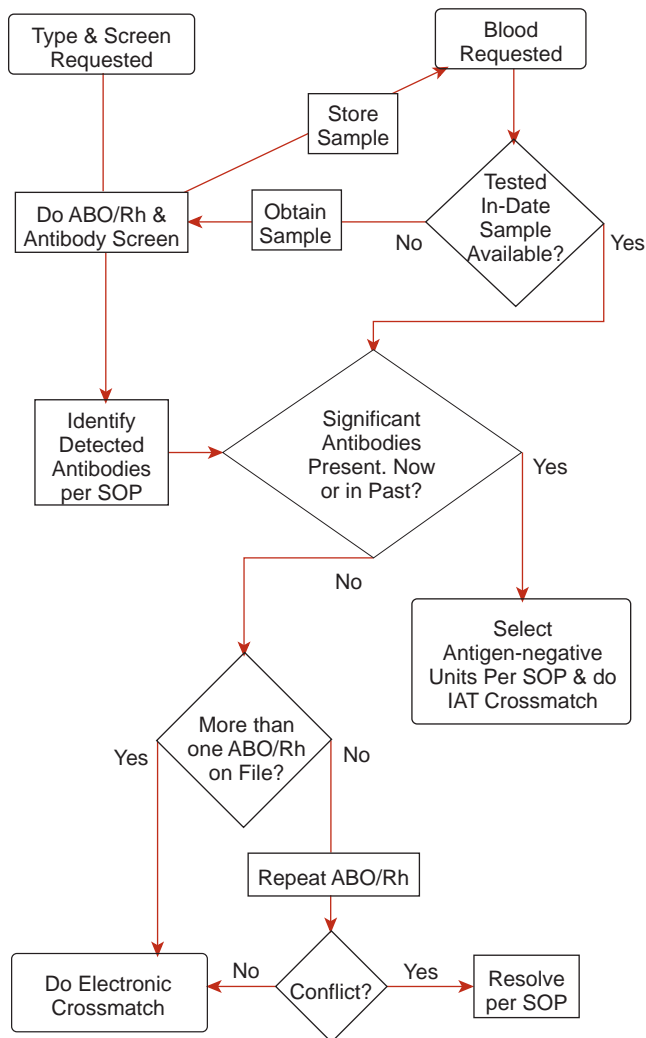 Type & Screen
Requested
Blood
Requested
Store
Sample
Tested
In-Date
Sample
Available?
Do ABO/Rh &
Antibody Screen
Obtain
Sample
No
Yes
Identify
Detected
Antibodies
per SOP
Significant
Antibodies
Present. Now
or in Past?
Yes
No
Select
Antigen-negative
Units Per SOP & do
IAT Crossmatch
More than
one ABO/Rh
on File?
Yes
No
Repeat ABO/Rh
Do Electronic
Crossmatch
No
Conflict?
Yes
Resolve
per SOP